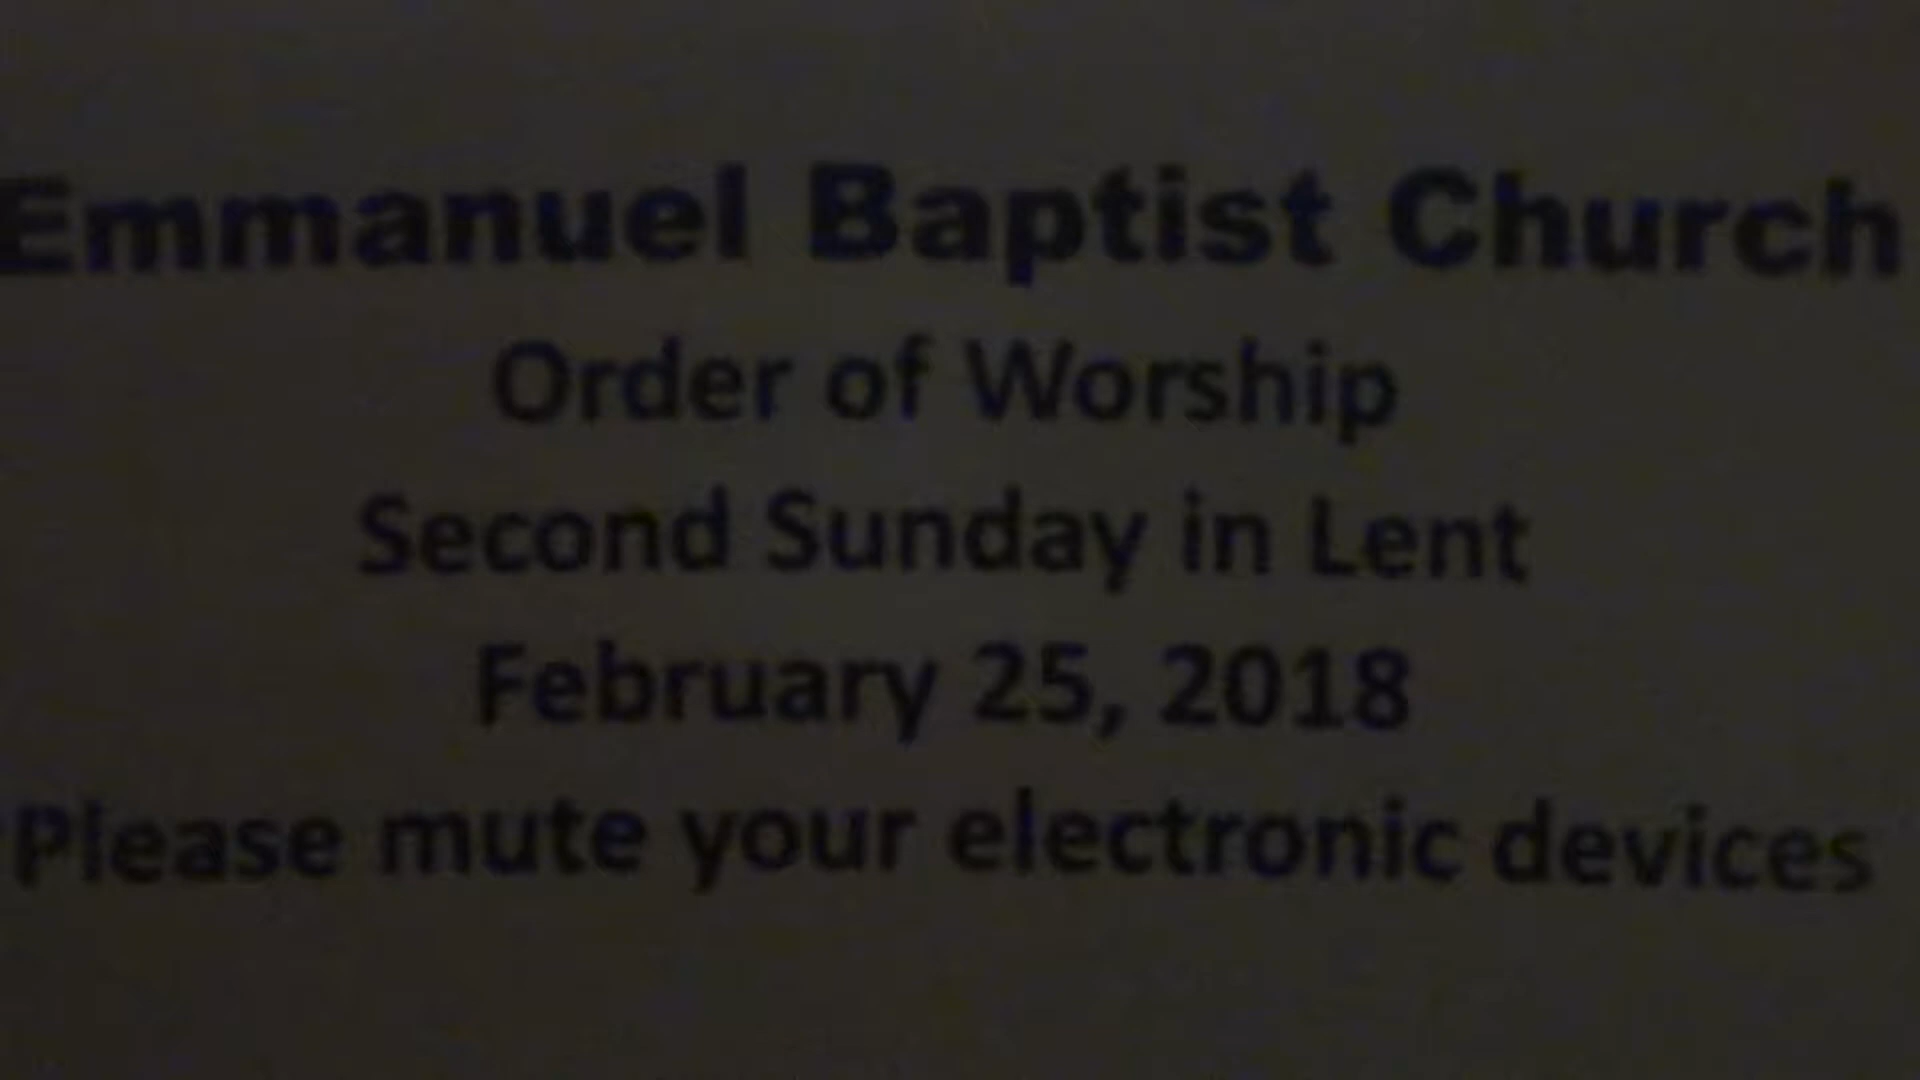 Emmanuel Baptist Church
Order of Worship
Second Sunday in Lent
February 25, 2018
Please mute your electronic devices